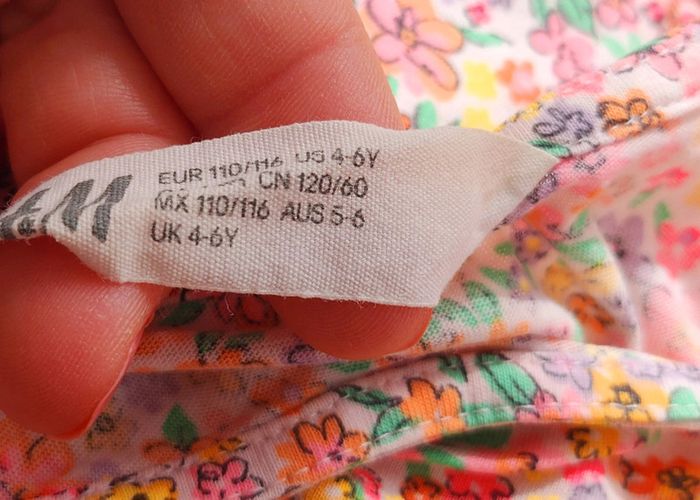 H&M
EUR 110/116 US 4-6Y
CN 120/60
MX 110/116 AUS 5-6
UK 4-6Y